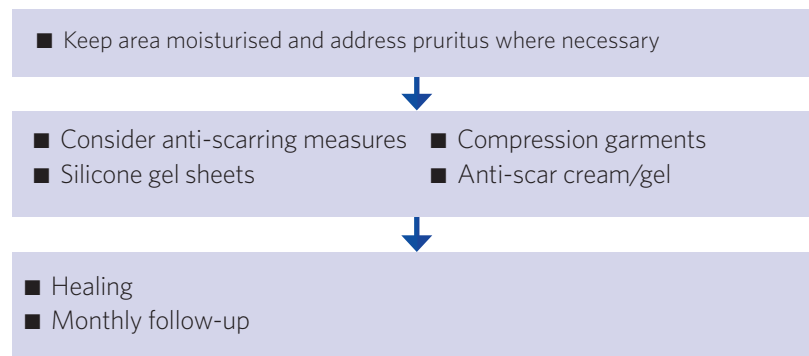 ■ Keep area moisturised and address pruritus where necessary
■ Consider anti-scarring measures ■ Compression garments
■ Silicone gel sheets ■ Anti-scar cream/gel
■ Healing
■ Monthly follow-up